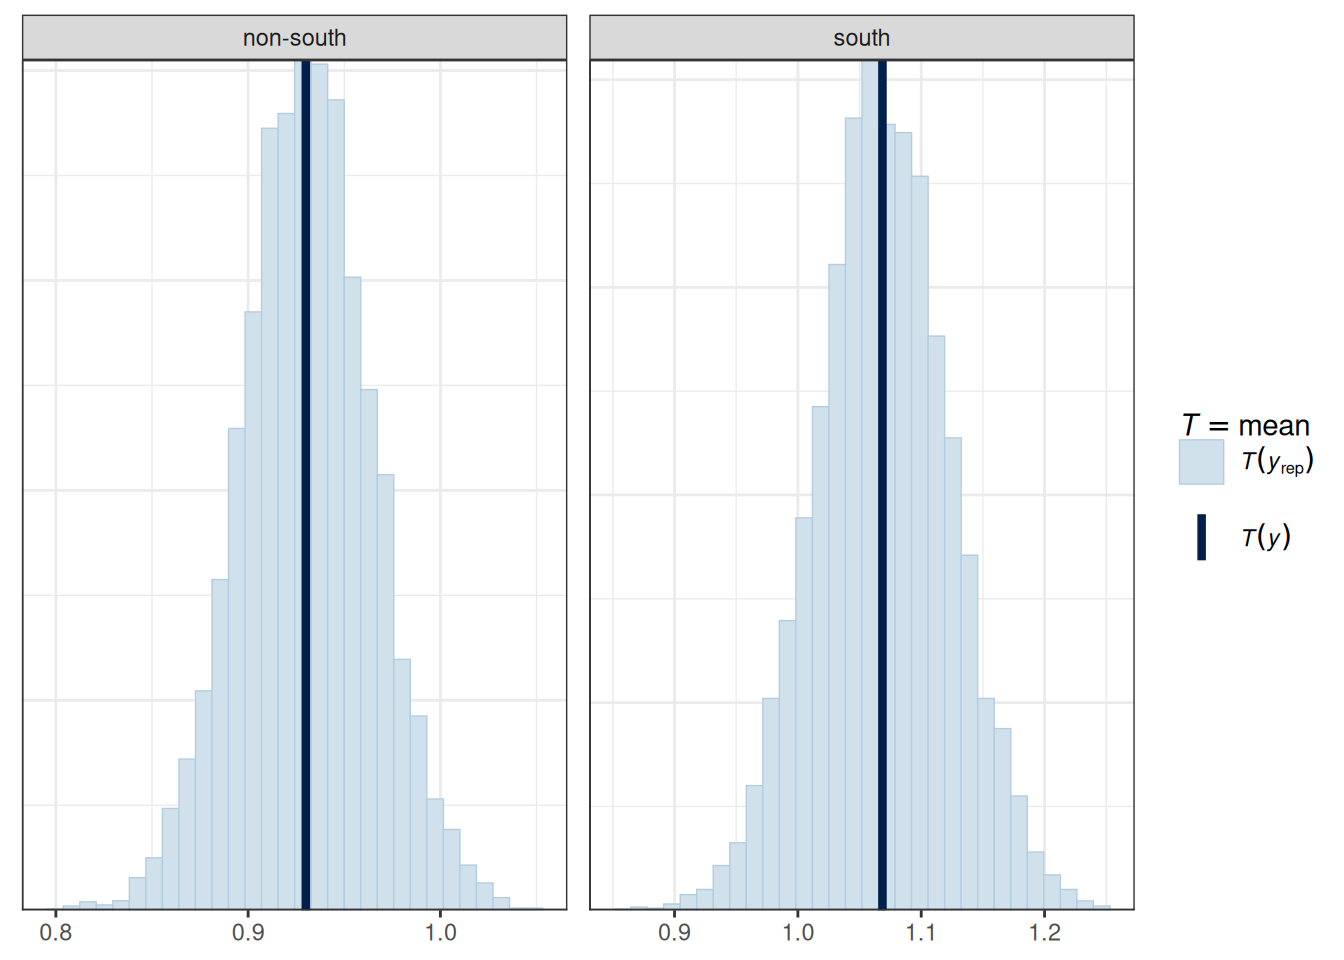 non-south
south
0.8 0.9 1.0
0.9 1.0 1.1 1.2
T = mean
T(yrep)
T(y)